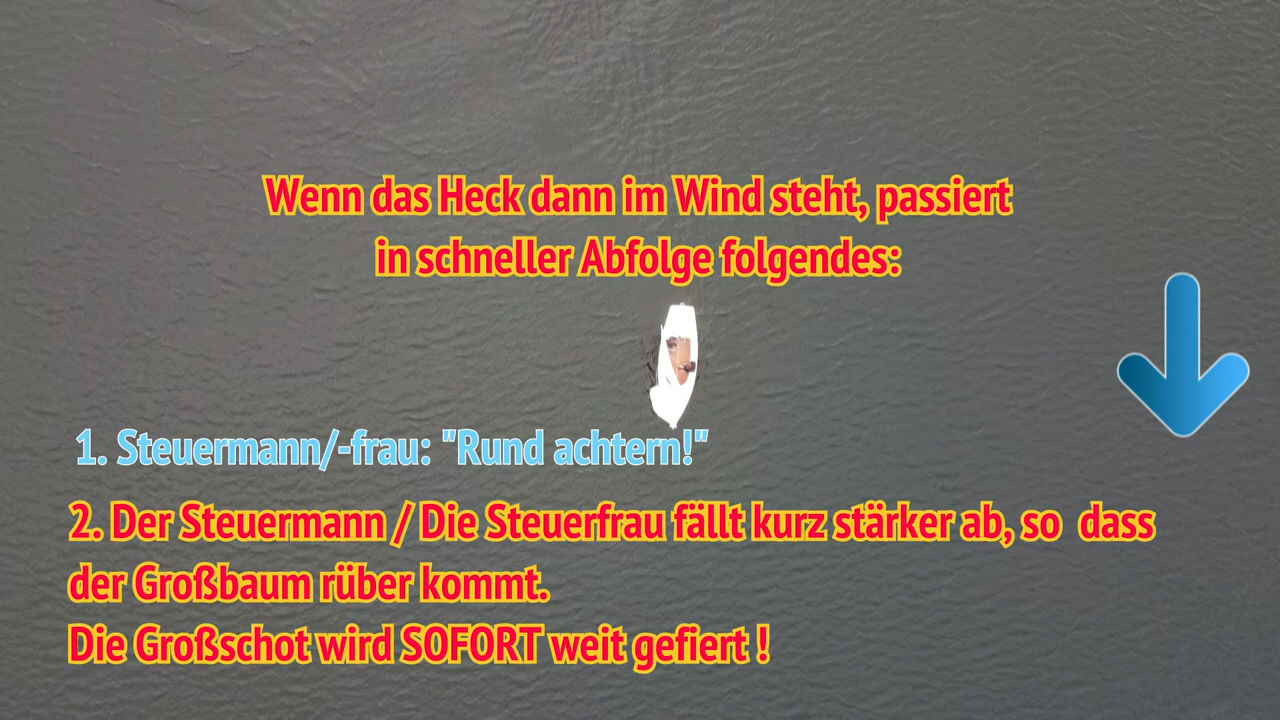 Wenn das Heck dann im Wind steht, passiert
in schneller Abfolge folgendes:
1. Steuermann/-frau: "Rund achtern!"
2. Der Steuermann / Die Steuerfrau fällt kurz stärker ab, so  dass
der Großbaum rüber kommt.
Die Großschot wird SOFORT weit gefiert !